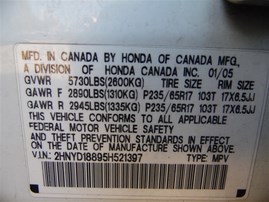 MFD. IN CANADA BY HONDA OF CANADA MFG.,
A DIVISION OF HONDA CANADA INC. 01/05
GVWR 5730LBS(2600KG) TIRE SIZE RIM SIZE
GAWR F 2890LBS(1310KG) P235/65R17 103T 17X6.5JJ
GAWR R 2945LBS(1335KG) P235/65R17 103T 17X6.5JJ
THIS VEHICLE CONFORMS TO ALL APPLICABLE
FEDERAL MOTOR VEHICLE SAFETY STANDARDS
IN EFFECT ON THE DATE OF MANUFACTURE SHOWN ABOVE.
V.I.N.: 2HNYD18895H521397 TYPE: MPV